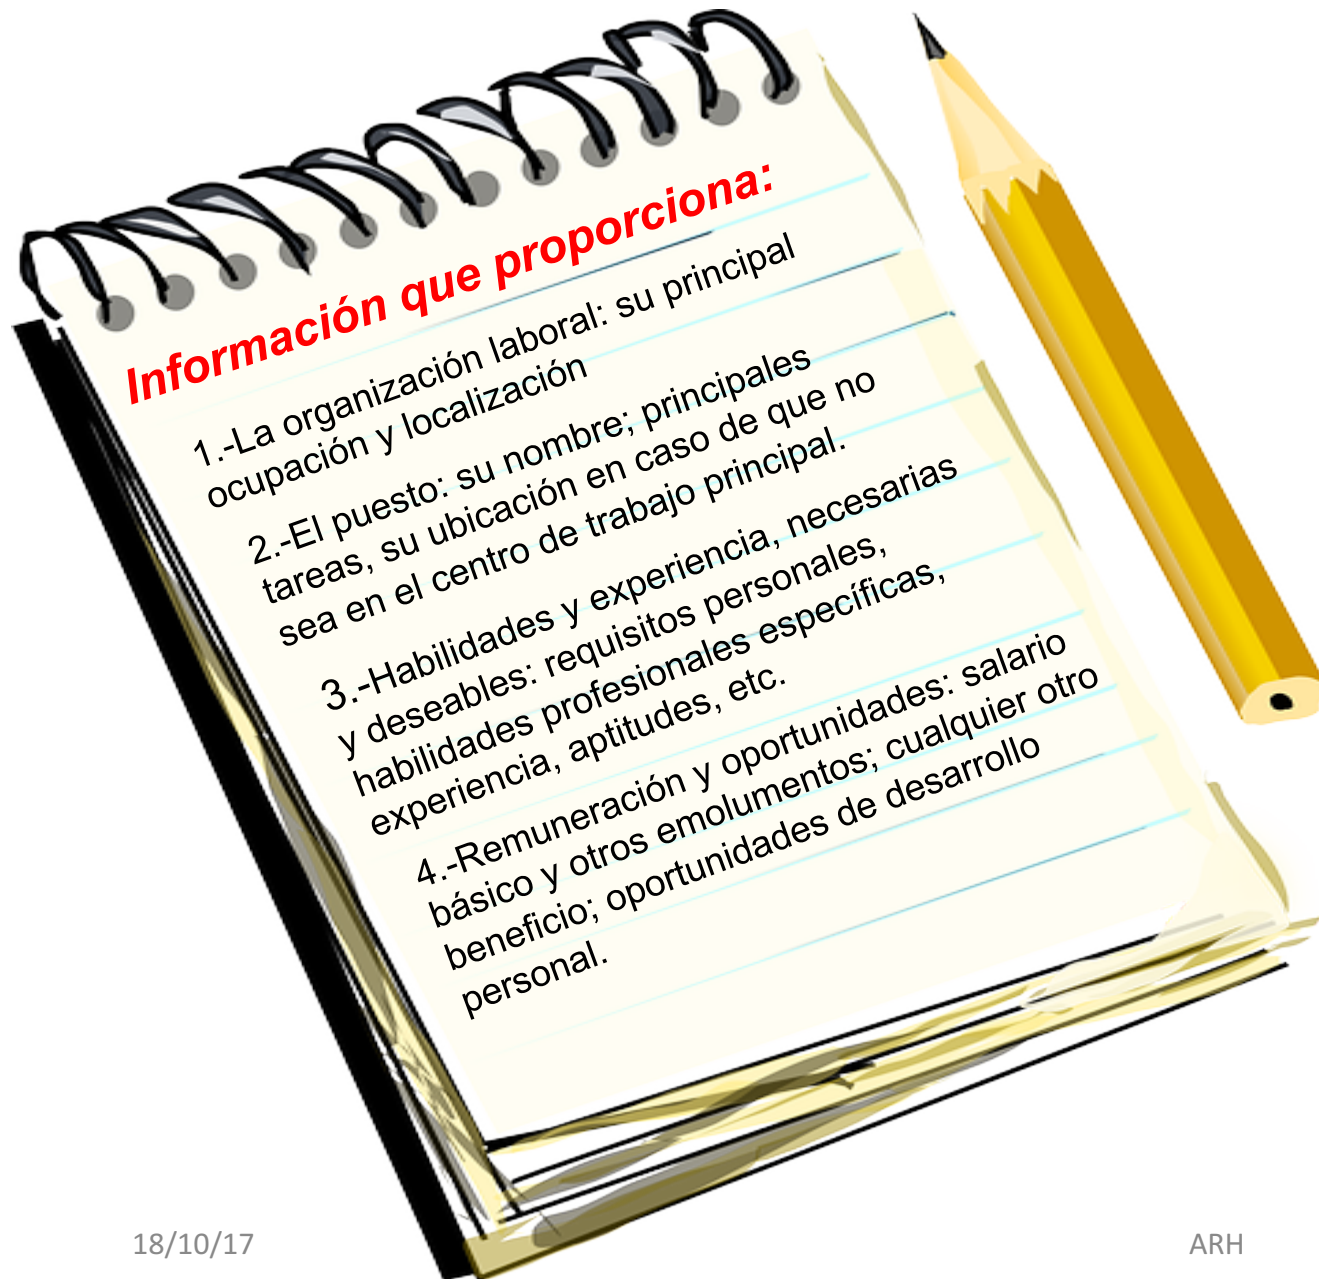 Información que proporciona:
1.-La organización laboral: su principal
ocupación y localización
2.-El puesto: su nombre; principales
tareas, su ubicación en caso de que no
sea en el centro de trabajo principal.
3.-Habilidades y experiencia, necesarias
y deseables: requisitos personales,
habilidades profesionales específicas,
experiencia, aptitudes, etc.
4.-Remuneración y oportunidades: salario
básico y otros emolumentos; cualquier otro
beneficio; oportunidades de desarrollo
personal.
18/10/17
ARH